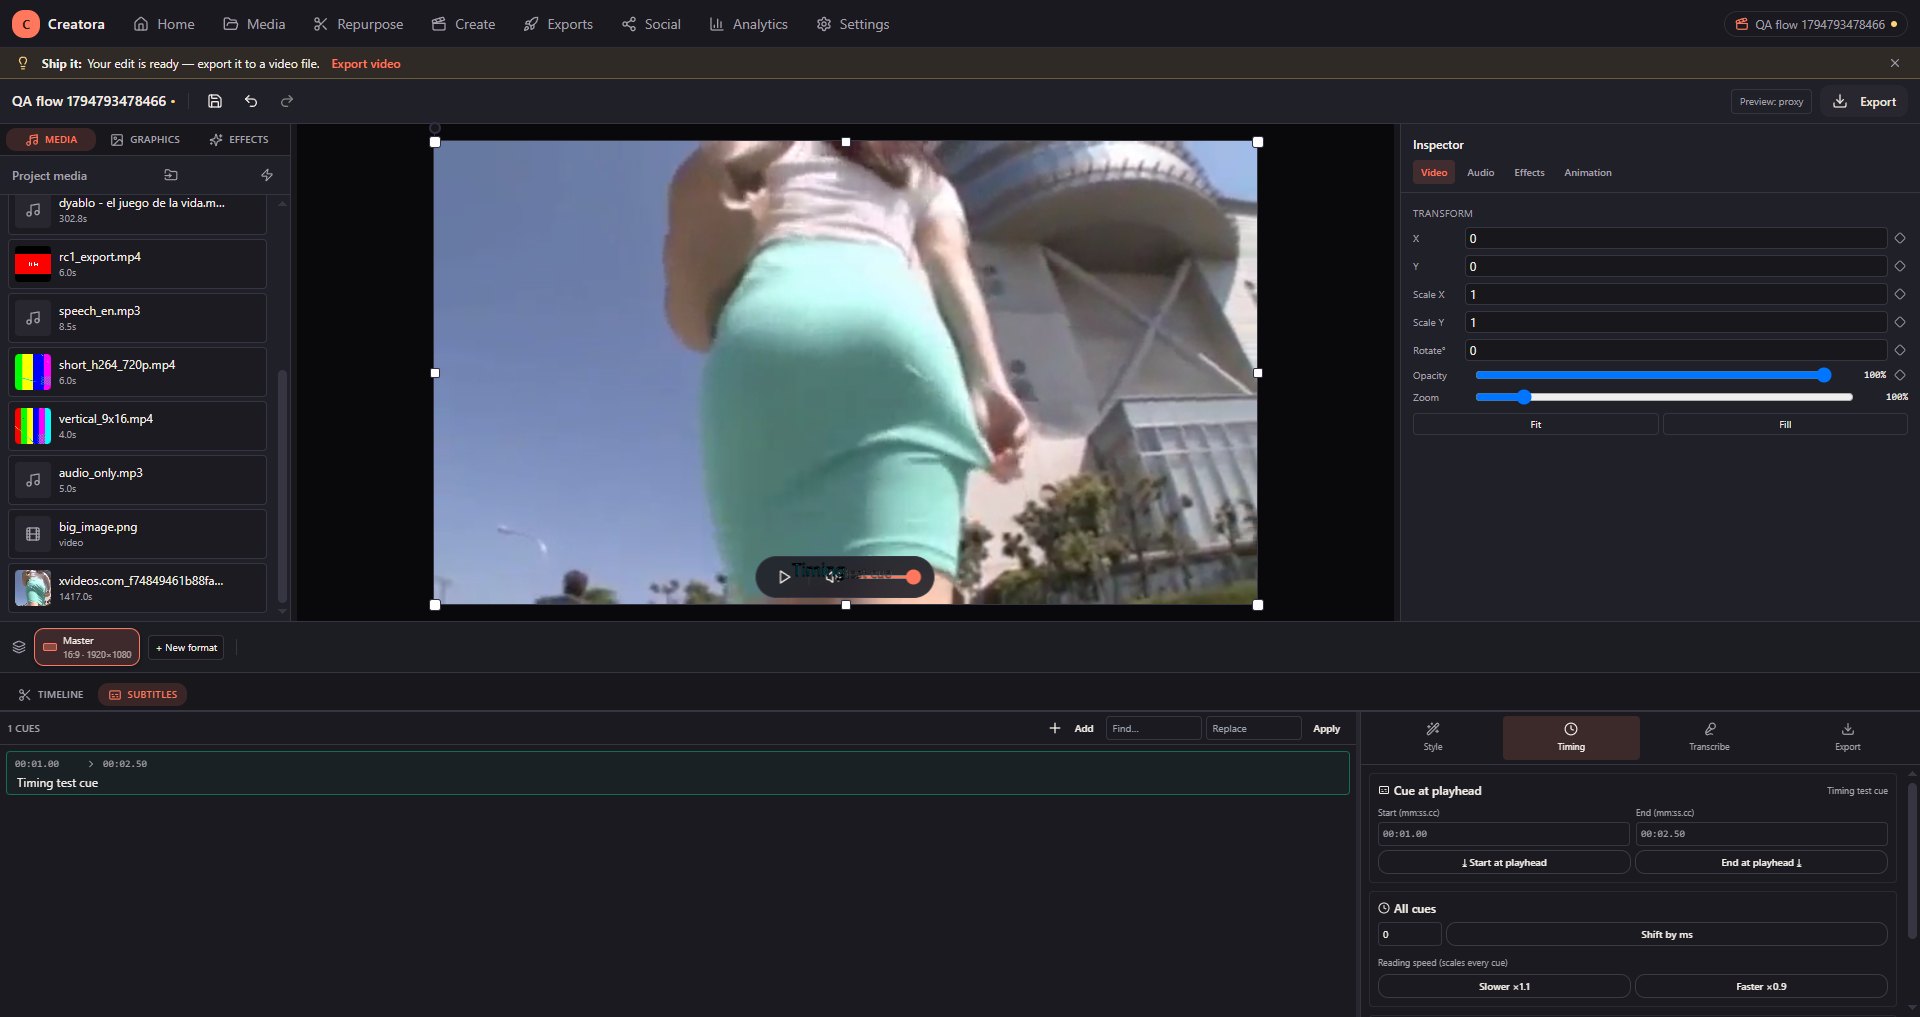 C Creatora Home Media Repurpose Create Exports Social Analytics Settings QA flow 1794793478466
Ship it: Your edit is ready — export it to a video file. Export video
QA flow 1794793478466 Preview: proxy Export
MEDIA GRAPHICS EFFECTS
Project media
dyablo - el juego de la vida.m...
302.8s
rc1_export.mp4
6.0s
speech_en.mp3
8.5s
short_h264_720p.mp4
6.0s
vertical_9x16.mp4
4.0s
audio_only.mp3
5.0s
big_image.png
video
xvideos.com_f74849461b88fa...
1417.0s
Timing
Inspector
Video Audio Effects Animation
TRANSFORM
X 0
Y 0
Scale X 1
Scale Y 1
Rotate° 0
Opacity 100%
Zoom 100%
Fit Fill
Master
16:9 · 1920×1080
+ New format
TIMELINE SUBTITLES
1 CUES Add Find... Replace Apply
00:01.00 > 00:02.50
Timing test cue
Style Timing Transcribe Export
Cue at playhead Timing test cue
Start (mm:ss.cc) End (mm:ss.cc)
00:01.00 00:02.50
⤓ Start at playhead End at playhead ⤓
All cues
0 Shift by ms
Reading speed (scales every cue)
Slower ×1.1 Faster ×0.9